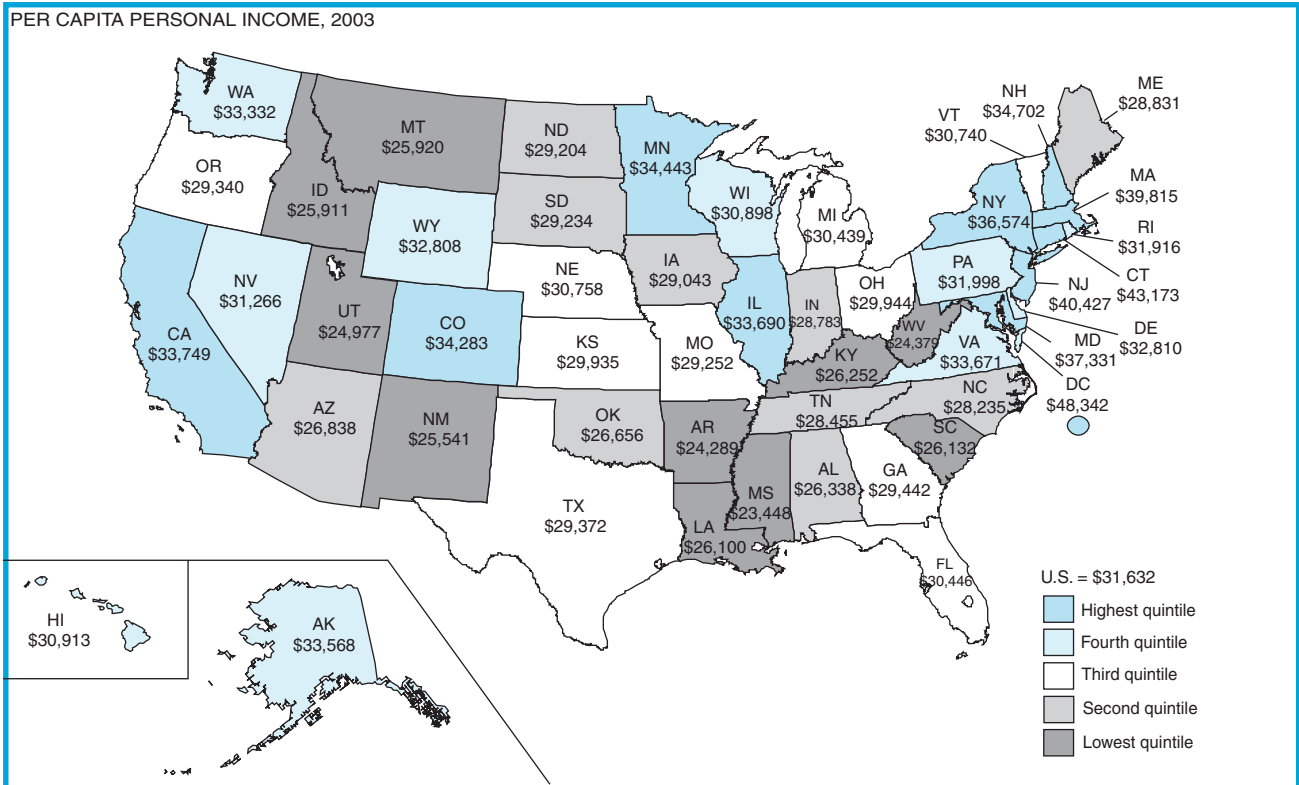 PER CAPITA PERSONAL INCOME, 2003
WA
$33,332
OR
$29,340
CA
$33,749
NV
$31,266
ID
$25,911
MT
$25,920
WY
$32,808
UT
$24,977
CO
$34,283
AZ
$26,838
NM
$25,541
ND
$29,204
SD
$29,234
NE
$30,758
KS
$29,935
OK
$26,656
TX
$29,372
MN
$34,443
IA
$29,043
MO
$29,252
AR
$24,289
LA
$26,100
WI
$30,898
IL
$33,690
MI
$30,439
IN
$28,783
OH
$29,944
KY
$26,252
TN
$28,455
MS
$23,448
AL
$26,338
GA
$29,442
FL
$30,446
SC
$26,132
NC
$28,235
VA
$33,671
WV
$24,379
PA
$31,998
NY
$36,574
VT
$30,740
NH
$34,702
ME
$28,831
MA
$39,815
RI
$31,916
CT
$43,173
NJ
$40,427
DE
$32,810
MD
$37,331
DC
$48,342
HI
$30,913
AK
$33,568
U.S. = $31,632
Highest quintile
Fourth quintile
Third quintile
Second quintile
Lowest quintile